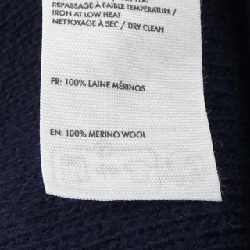 REPASSAGE À FAIBLE TEMPÉRATURE /
IRON AT LOW HEAT
NETTOYAGE À SEC / DRY CLEAN
FR: 100% LAINE MÉRINOS
EN: 100% MERINO WOOL